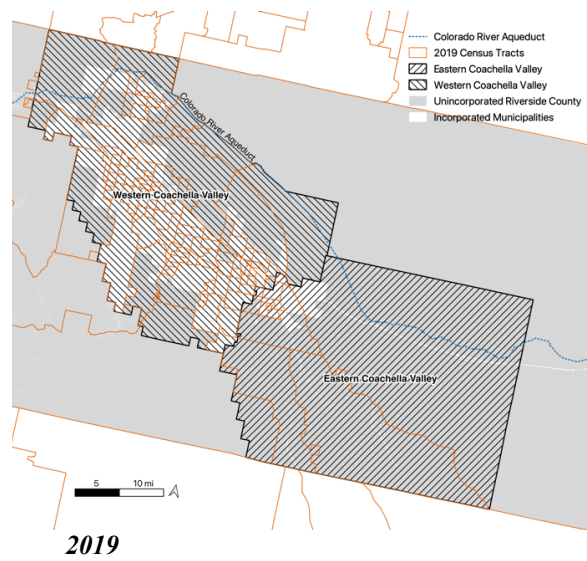 Colorado River Aqueduct
2019 Census Tracts
Eastern Coachella Valley
Western Coachella Valley
Unincorporated Riverside County
Incorporated Municipalities
Colorado River Aqueduct
Western Coachella Valley
Eastern Coachella Valley
5 10 mi
2019